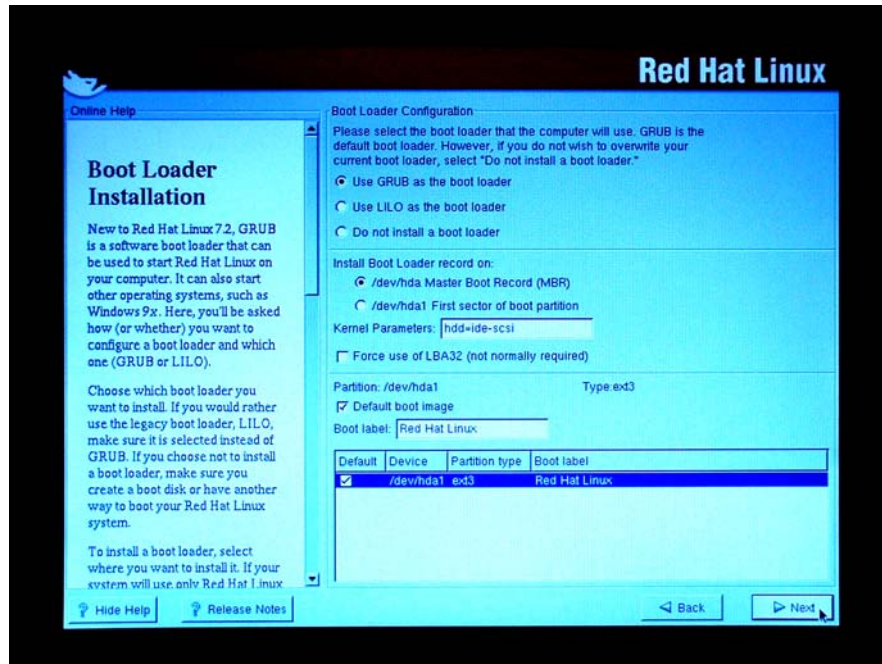 Red Hat Linux
Online Help
Boot Loader
Installation
New to Red Hat Linux 7.2, GRUB
is a software boot loader that can
be used to start Red Hat Linux on
your computer. It can also start
other operating systems, such as
Windows 9x. Here, you'll be asked
how (or whether) you want to
configure a boot loader and which
one (GRUB or LILO).
Choose which boot loader you
want to install. If you would rather
use the legacy boot loader, LILO,
make sure it is selected instead of
GRUB. If you choose not to install
a boot loader, make sure you
create a boot disk or have another
way to boot your Red Hat Linux
system.
To install a boot loader, select
where you want to install it. If your
system will use only Red Hat Linux
Boot Loader Configuration
Please select the boot loader that the computer will use. GRUB is the
default boot loader. However, if you do not wish to overwrite your
current boot loader, select "Do not install a boot loader."
Use GRUB as the boot loader
Use LILO as the boot loader
Do not install a boot loader
Install Boot Loader record on:
/dev/hda Master Boot Record (MBR)
/dev/hda1 First sector of boot partition
Kernel Parameters: hdd=ide-scsi
Force use of LBA32 (not normally required)
Partition: /dev/hda1 Type:ext3
Default boot image
Boot label: Red Hat Linux
Default Device Partition type Boot label
/dev/hda1 ext3 Red Hat Linux
Hide Help Release Notes Back Next